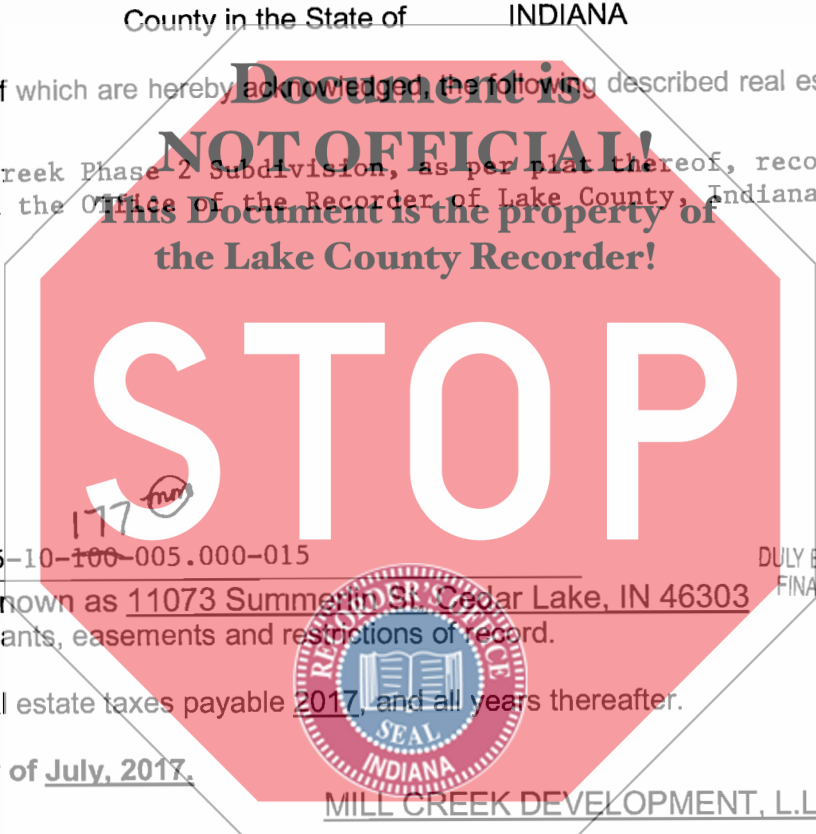 County in the State of INDIANA
f which are hereby acknowledged, the following described real es
Document is
NOT OFFICIAL!
reek Phase 2 Subdivision, as per plat thereof, reco
the Office of the Recorder of Lake County, Indiana
This Document is the property of
the Lake County Recorder!
STOP
177 mm
-10-100-005.000-015
DULY
FINA
nown as 11073 Summerlin St. Cedar Lake, IN 46303
ants, easements and restrictions of record.
RECORDER'S OFFICE
SEAL
INDIANA
l estate taxes payable 2017, and all years thereafter.
of July, 2017.
MILL CREEK DEVELOPMENT, L.L